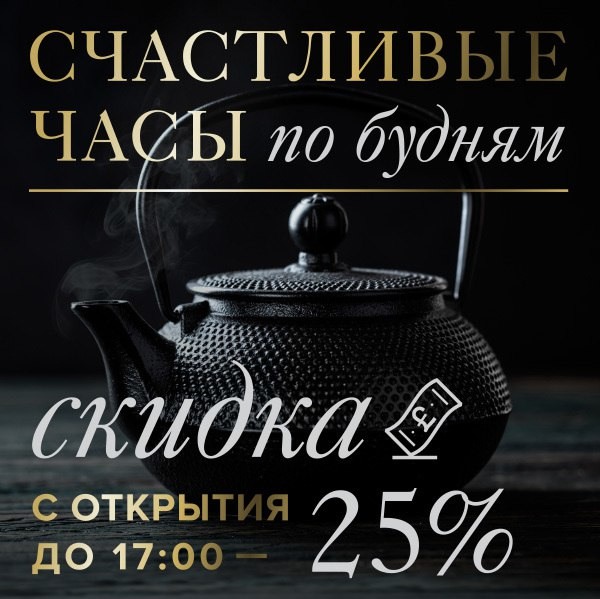 СЧАСТЛИВЫЕ
ЧАСЫ по будням
скидка £
С ОТКРЫТИЯ
ДО 17:00 — 25%